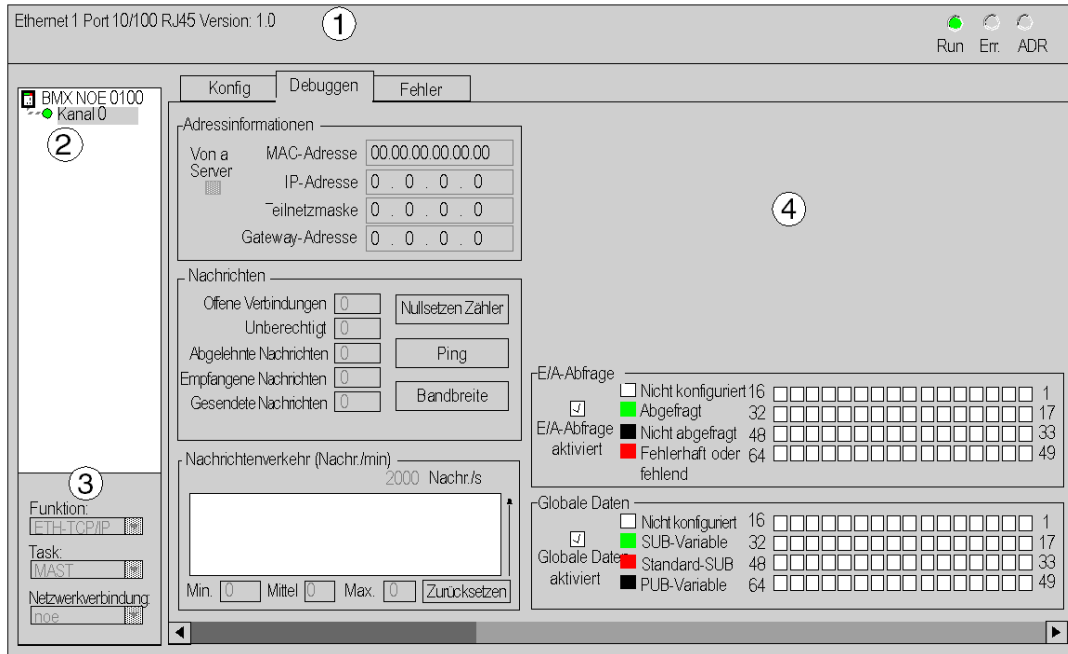 Ethernet 1 Port 10/100 RJ45 Version: 1.0
1
Run Err. ADR
BMX NOE 0100
Kanal 0
2
3
Funktion:
ETH-TCP/IP
Task:
MAST
Netzwerkverbindung:
noe
Konfig Debuggen Fehler
Adressinformationen
Von a
Server
MAC-Adresse 00.00.00.00.00.00
IP-Adresse 0 . 0 . 0 . 0
Teilnetzmaske 0 . 0 . 0 . 0
Gateway-Adresse 0 . 0 . 0 . 0
4
Nachrichten
Offene Verbindungen 0
Unberechtigt 0
Abgelehnte Nachrichten 0
Empfangene Nachrichten 0
Gesendete Nachrichten 0
Nullsetzen Zähler
Ping
Bandbreite
Nachrichtenverkehr (Nachr./min)
2000 Nachr./s
Min. 0 Mittel 0 Max. 0 Zurücksetzen
E/A-Abfrage
E/A-Abfrage
aktiviert
Nicht konfiguriert 16 1
Abgefragt 32 17
Nicht abgefragt 48 33
Fehlerhaft oder 64 49
fehlend
Globale Daten
Globale Daten
aktiviert
Nicht konfiguriert 16 1
SUB-Variable 32 17
Standard-SUB 48 33
PUB-Variable 64 49